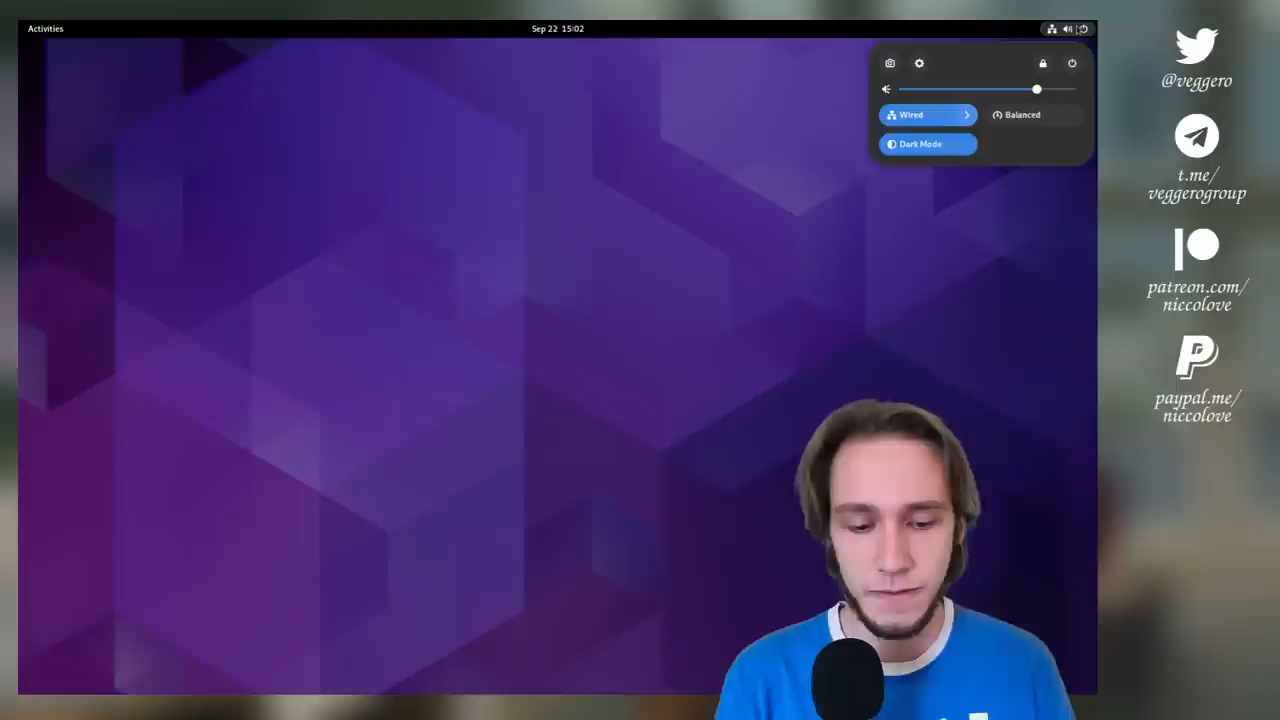 Activities
Sep 22 15:02
Wired
Balanced
Dark Mode
@veggero
t.me/
veggerogroup
patreon.com/
niccolove
paypal.me/
niccolove